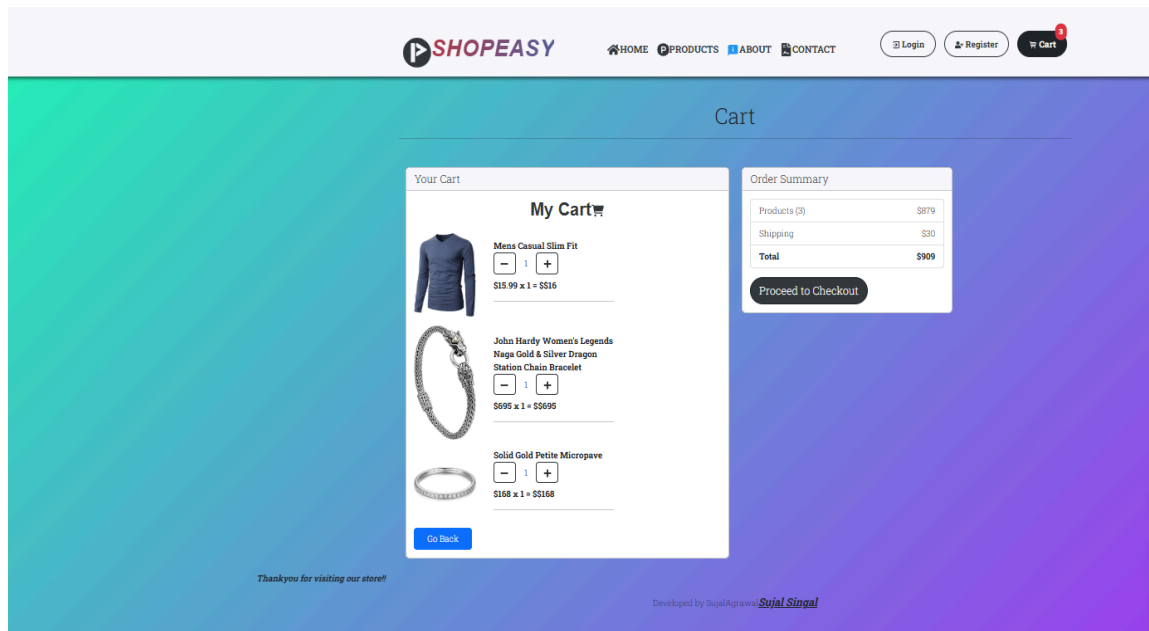 SHOPEASY
HOME PRODUCTS ABOUT CONTACT
Login Register Cart 3
Cart
Your Cart
My Cart
Mens Casual Slim Fit
− 1 +
$15.99 x 1 = $$16
John Hardy Women's Legends
Naga Gold & Silver Dragon
Station Chain Bracelet
− 1 +
$695 x 1 = $$695
Solid Gold Petite Micropave
− 1 +
$168 x 1 = $$168
Go Back
Order Summary
Products (3) $879
Shipping $30
Total $909
Proceed to Checkout
Thankyou for visiting our store!!
Developed by SujalAgrawal Sujal Singal